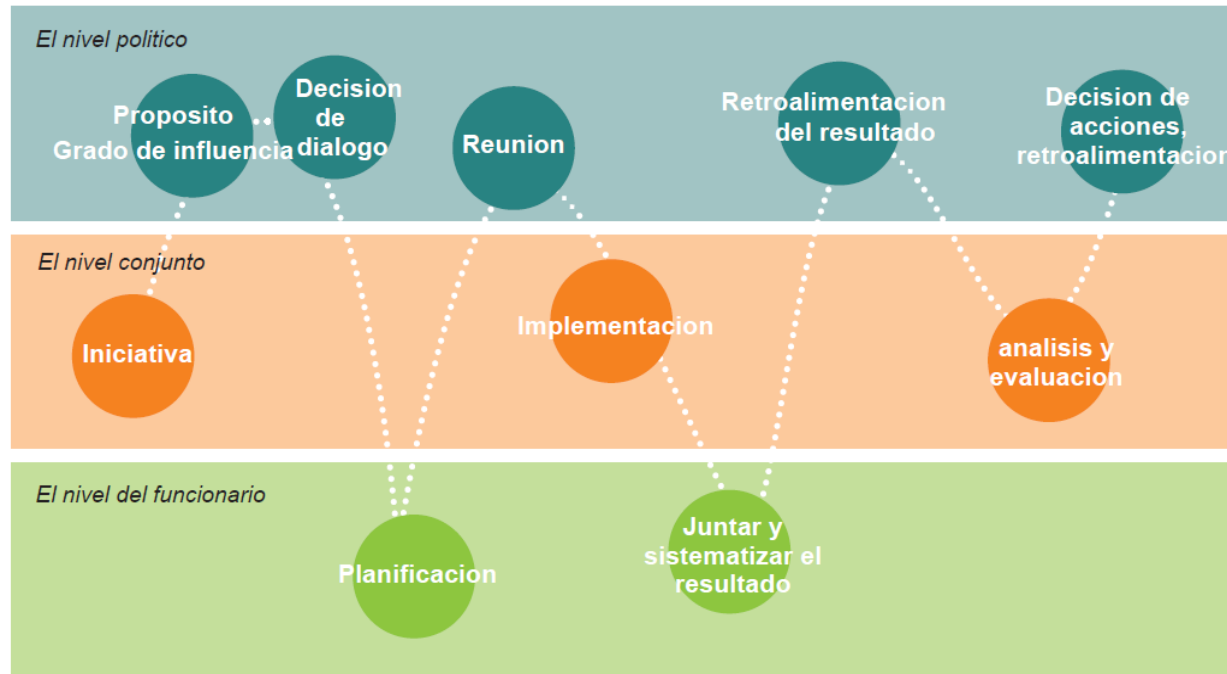 El nivel politico
Proposito
Grado de influencia
Decision
de
dialogo
Reunion
Retroalimentacion
del resultado
Decision de
acciones,
retroalimentacion
El nivel conjunto
Iniciativa
Implementacion
analisis y
evaluacion
El nivel del funcionario
Planificacion
Juntar y
sistematizar el
resultado